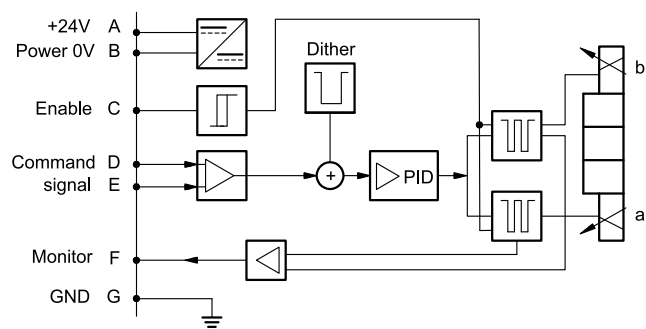 +24V A
Power 0V B
Dither
b
Enable C
Command D
signal E
+
PID
a
Monitor F
GND G